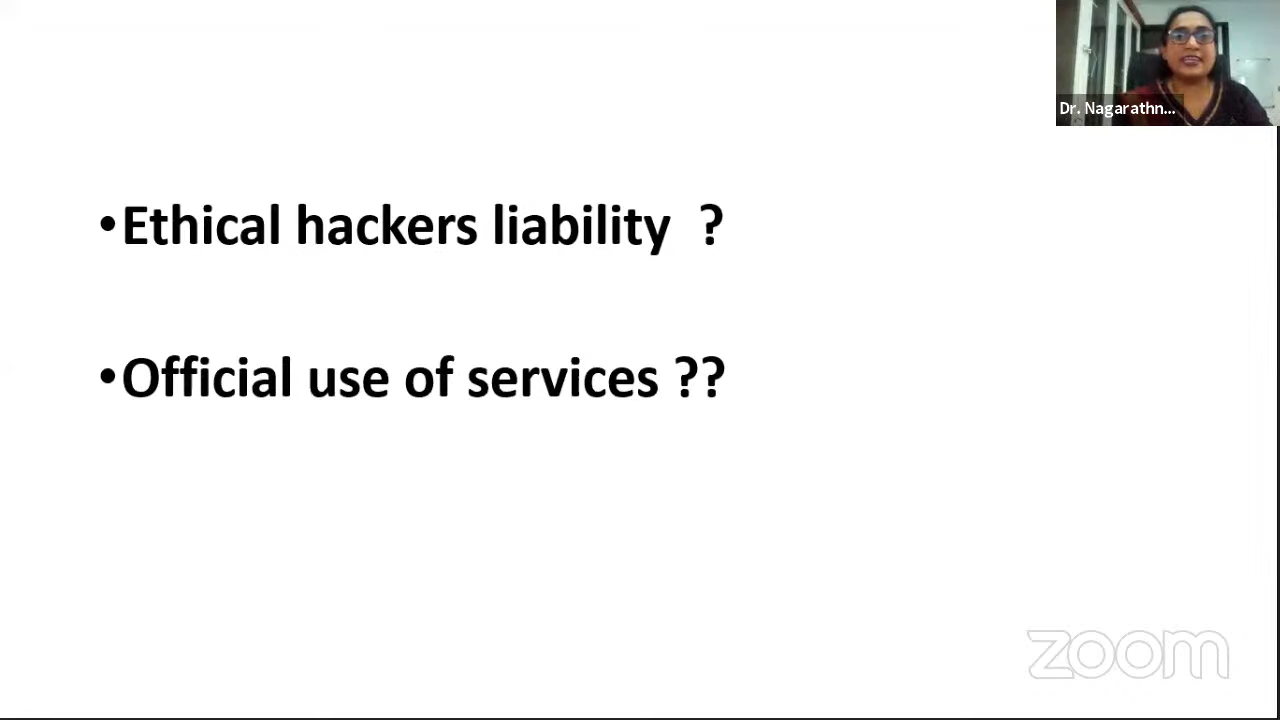 Dr. Nagarathn...
•Ethical hackers liability ?
•Official use of services ??
zoom